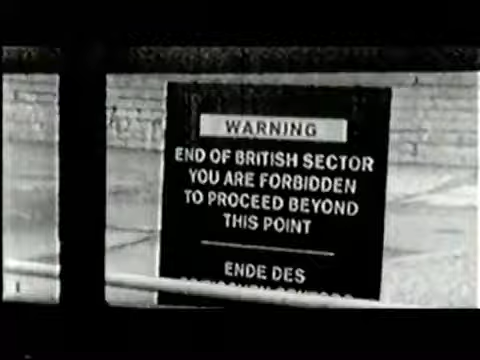 WARNING
END OF BRITISH SECTOR
YOU ARE FORBIDDEN
TO PROCEED BEYOND
THIS POINT
ENDE DES